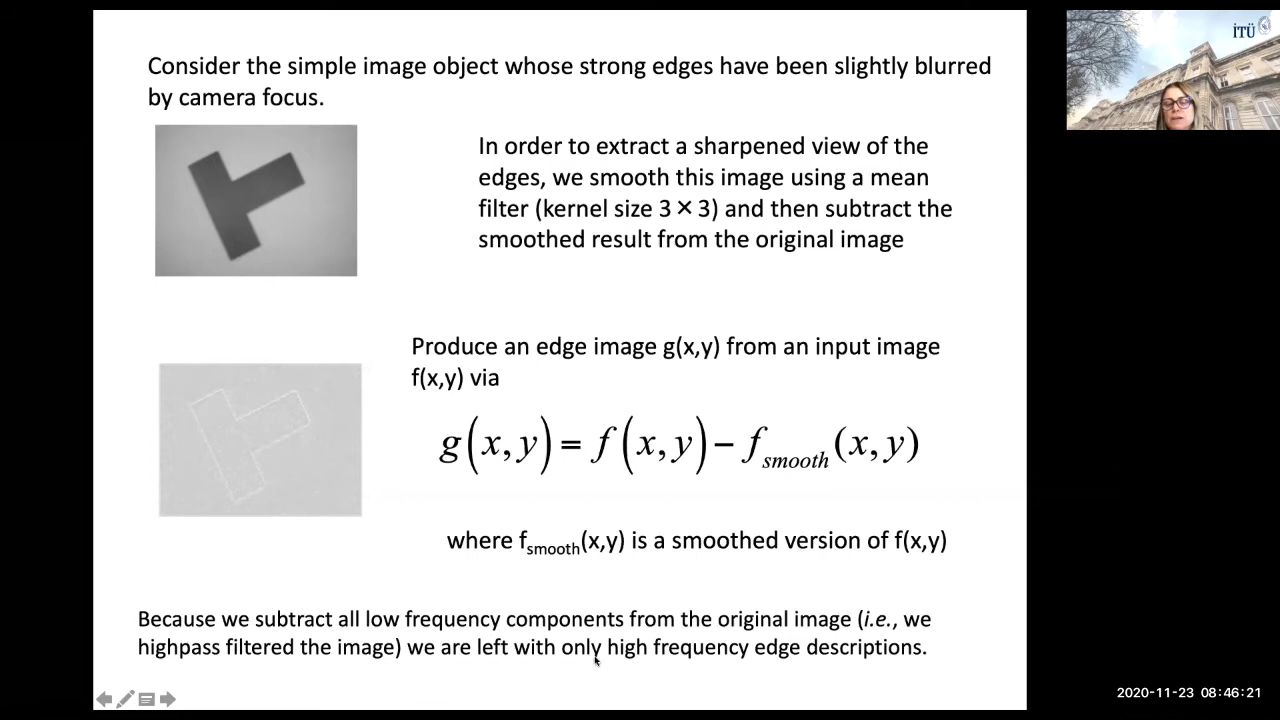 Consider the simple image object whose strong edges have been slightly blurred
by camera focus.
In order to extract a sharpened view of the
edges, we smooth this image using a mean
filter (kernel size 3 × 3) and then subtract the
smoothed result from the original image
Produce an edge image g(x,y) from an input image
f(x,y) via
g(x,y) = f(x,y) − f_smooth(x,y)
where f_smooth(x,y) is a smoothed version of f(x,y)
Because we subtract all low frequency components from the original image (i.e., we
highpass filtered the image) we are left with only high frequency edge descriptions.
İTÜ
2020-11-23 08:46:21